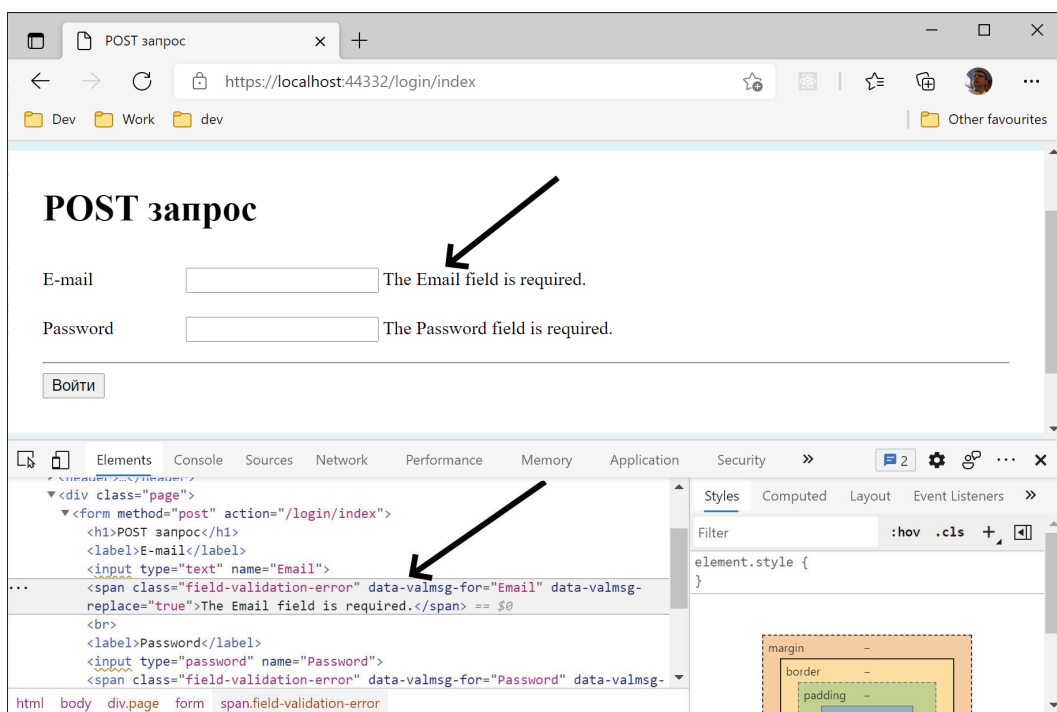 POST запрос
https://localhost:44332/login/index
Dev Work dev Other favourites
POST запрос
E-mail The Email field is required.
Password The Password field is required.
Войти
Elements Console Sources Network Performance Memory Application Security » 2
<header>…</header>
▼<div class="page">
▼<form method="post" action="/login/index">
<h1>POST запрос</h1>
<label>E-mail</label>
<input type="text" name="Email">
<span class="field-validation-error" data-valmsg-for="Email" data-valmsg-
replace="true">The Email field is required.</span> == $0
<br>
<label>Password</label>
<input type="password" name="Password">
<span class="field-validation-error" data-valmsg-for="Password" data-valmsg-
html body div.page form span.field-validation-error
Styles Computed Layout Event Listeners »
Filter :hov .cls +
element.style {
}
margin –
border –
padding –